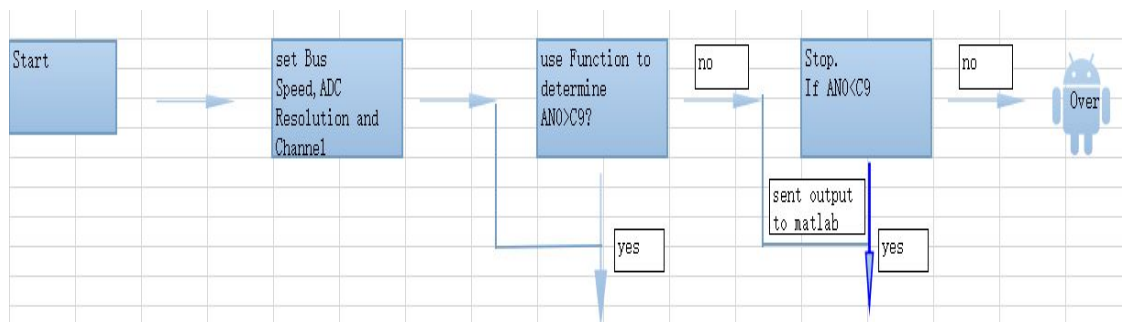 Start
set Bus
Speed,ADC
Resolution and
Channel
use Function to
determine
AN0>C9?
no
Stop.
If AN0<C9
no
Over
sent output
to matlab
yes
yes